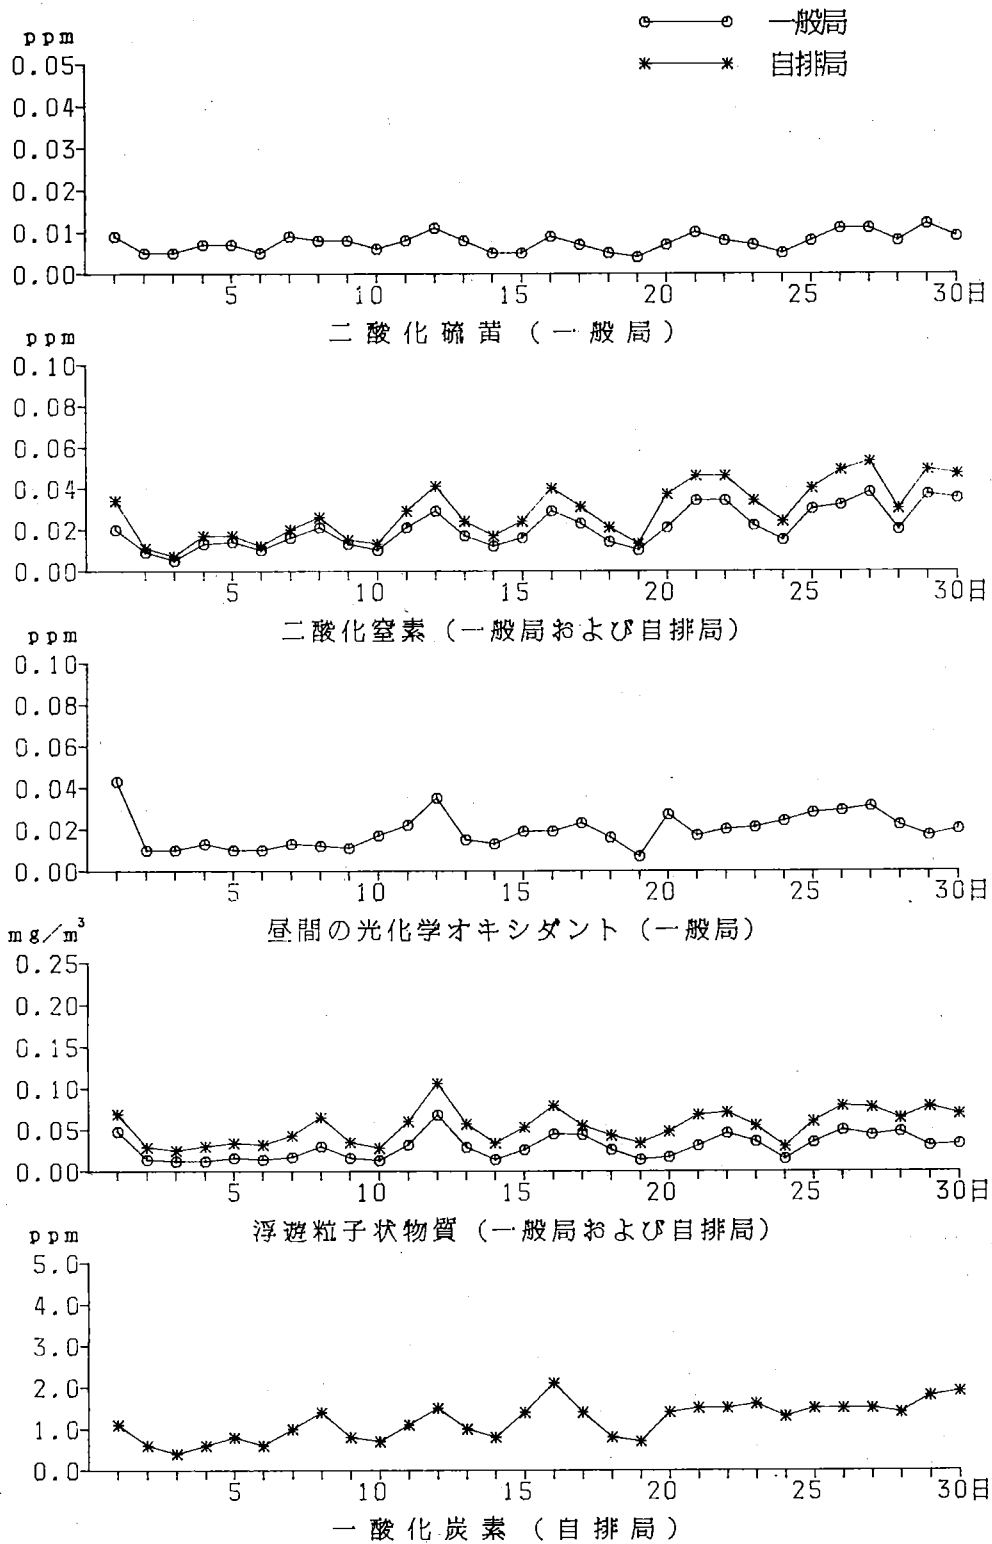 一般局
自排局
ppm
0.05
0.04
0.03
0.02
0.01
0.00
5 10 15 20 25 30日
二酸化硫黄（一般局）
ppm
0.10
0.08
0.06
0.04
0.02
0.00
5 10 15 20 25 30日
二酸化窒素（一般局および自排局）
ppm
0.10
0.08
0.06
0.04
0.02
0.00
5 10 15 20 25 30日
昼間の光化学オキシダント（一般局）
mg/m³
0.25
0.20
0.15
0.10
0.05
0.00
5 10 15 20 25 30日
浮遊粒子状物質（一般局および自排局）
ppm
5.0
4.0
3.0
2.0
1.0
0.0
5 10 15 20 25 30日
一酸化炭素（自排局）